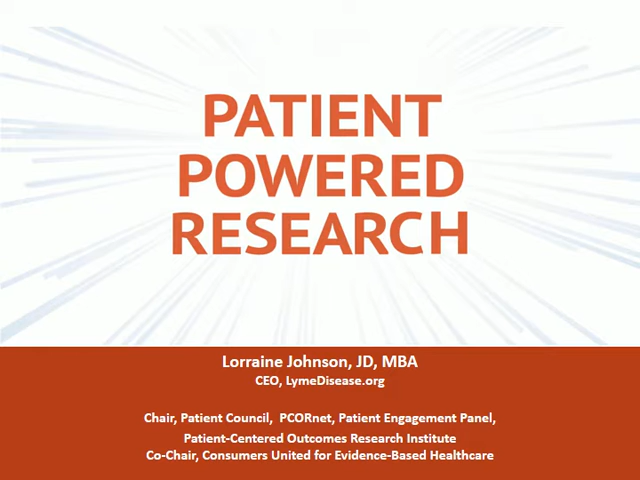 PATIENT
POWERED
RESEARCH
Lorraine Johnson, JD, MBA
CEO, LymeDisease.org
Chair, Patient Council, PCORnet, Patient Engagement Panel,
Patient-Centered Outcomes Research Institute
Co-Chair, Consumers United for Evidence-Based Healthcare